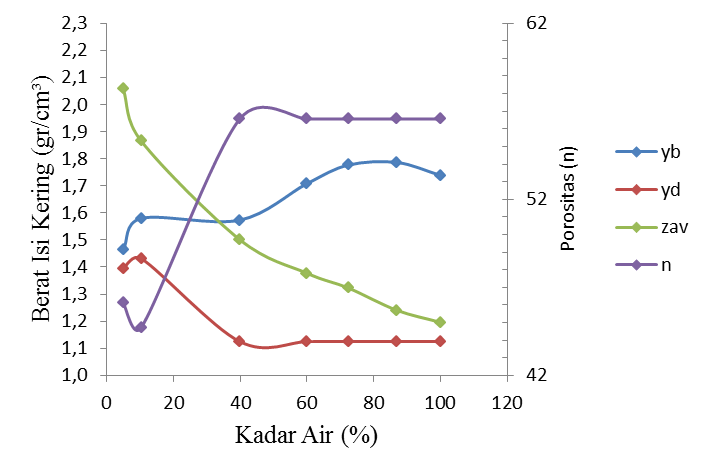 2,3
2,2
2,1
2,0
1,9
1,8
1,7
1,6
1,5
1,4
1,3
1,2
1,1
1,0
Berat Isi Kering (gr/cm³)
0 20 40 60 80 100 120
Kadar Air (%)
62
52
42
Porositas (n)
yb
yd
zav
n